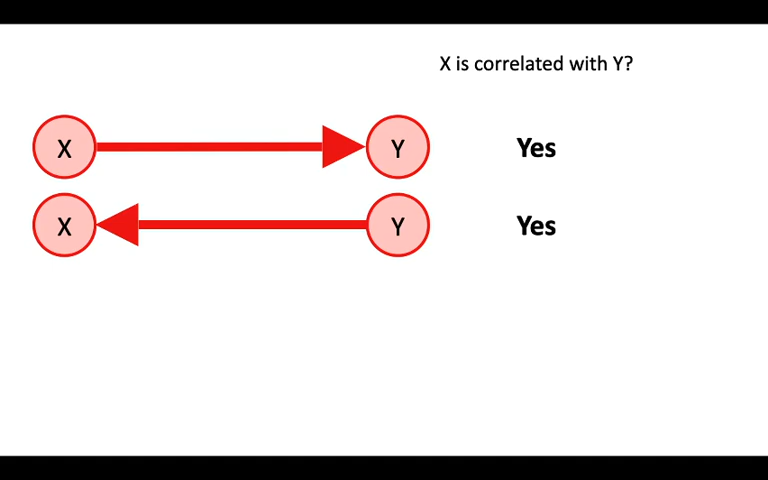 X is correlated with Y?
X Y Yes
X Y Yes